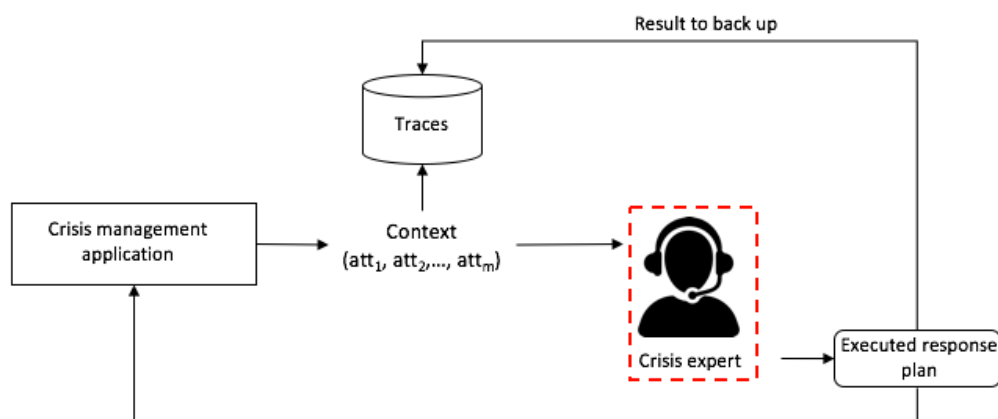 Result to back up
Traces
Crisis management
application
Context
(att₁, att₂,..., attₘ)
Crisis expert
Executed response
plan